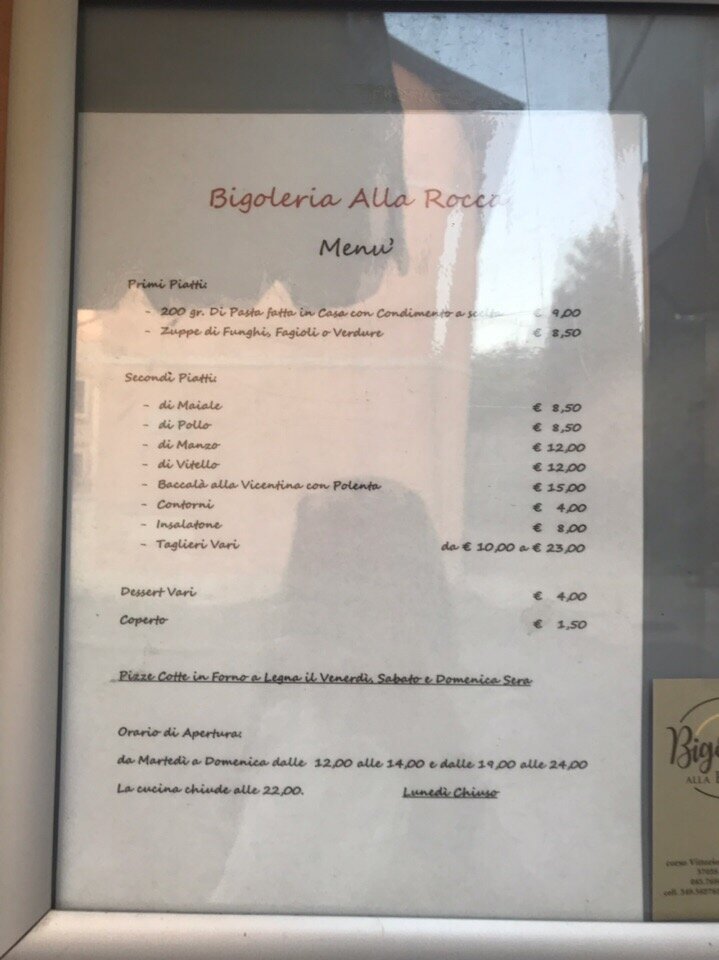 Bigoleria Alla Rocca
Menu'
Primi Piatti:
- 200 gr. Di Pasta fatta in Casa con Condimento a scelta € 9,00
- Zuppe di Funghi, Fagioli o Verdure € 8,50
Secondi Piatti:
- di Maiale € 8,50
- di Pollo € 8,50
- di Manzo € 12,00
- di Vitello € 12,00
- Baccalà alla Vicentina con Polenta € 15,00
- Contorni € 4,00
- Insalatone € 8,00
- Taglieri Vari da € 10,00 a € 23,00
Dessert Vari € 4,00
Coperto € 1,50
Pizze Cotte in Forno a Legna il Venerdì, Sabato e Domenica Sera
Orario di Apertura:
da Martedì a Domenica dalle 12,00 alle 14,00 e dalle 19,00 alle 24,00
La cucina chiude alle 22,00. Lunedì Chiuso
ALLA
corso
cell.